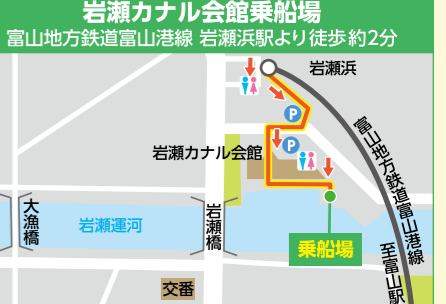 岩瀬カナル会館乗船場
富山地方鉄道富山港線 岩瀬浜駅より徒歩約2分
岩瀬浜
P
P
岩瀬カナル会館
富山地方鉄道富山港線
大漁橋
岩瀬運河
岩瀬橋
乗船場
至富山駅
交番